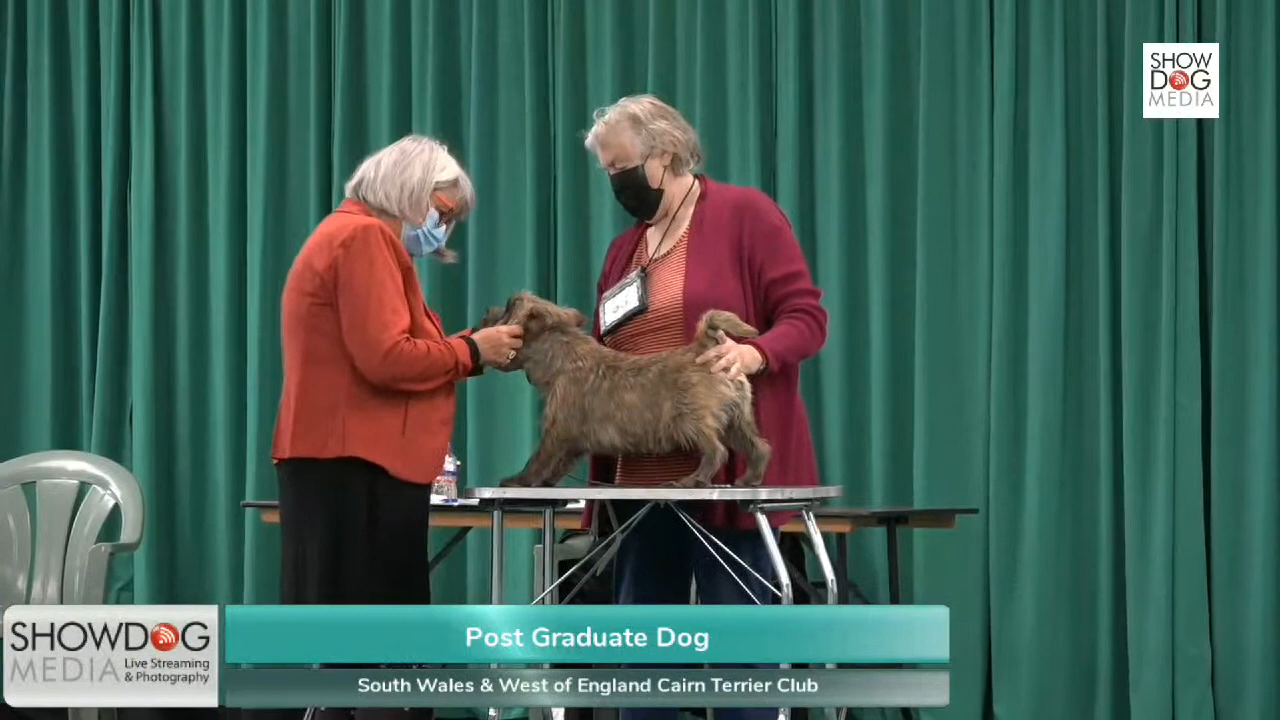 SHOW
DOG
MEDIA
SHOWDOG
MEDIA Live Streaming
& Photography
Post Graduate Dog
South Wales & West of England Cairn Terrier Club